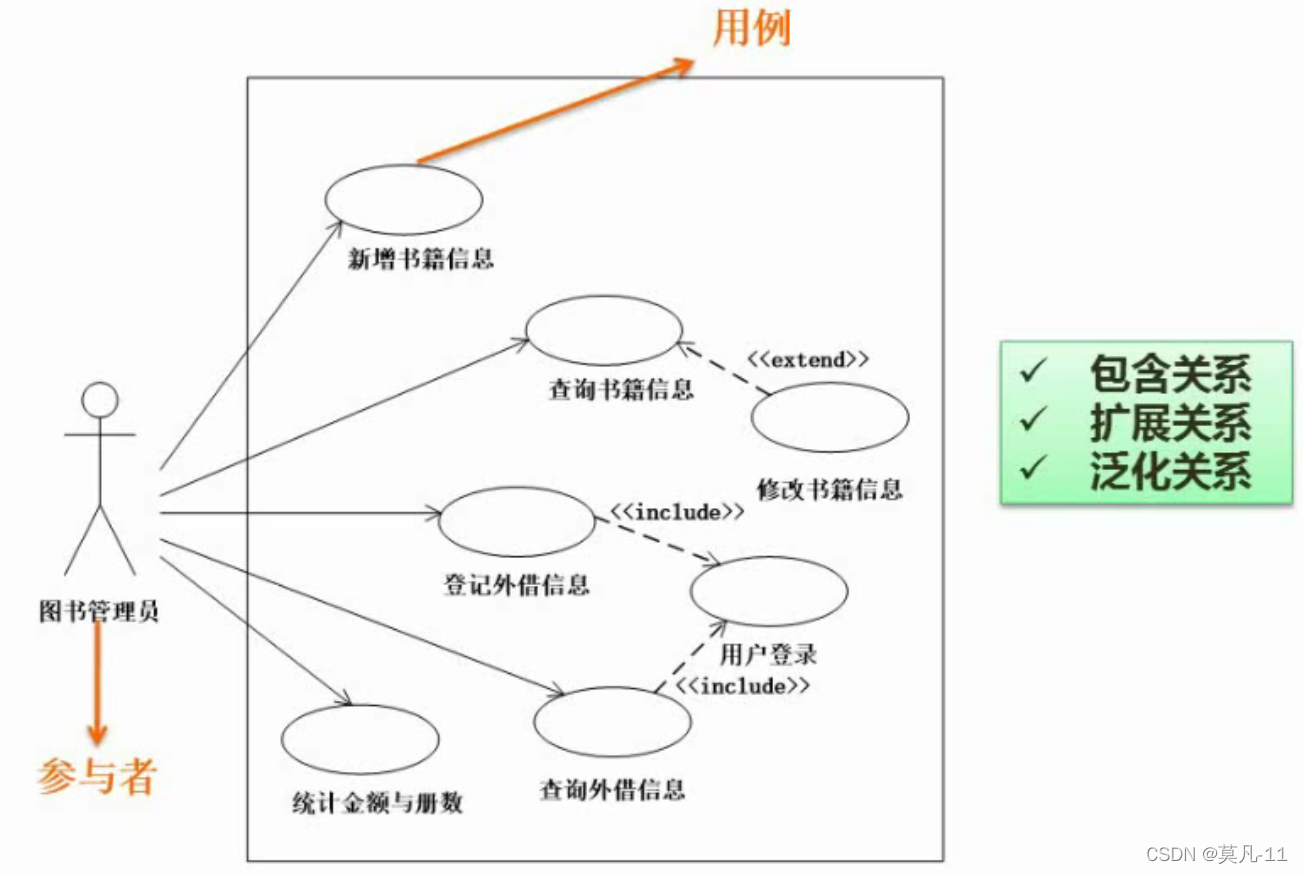 用例
新增书籍信息
<<extend>>
查询书籍信息
包含关系
扩展关系
泛化关系
修改书籍信息
<<include>>
登记外借信息
图书管理员
用户登录
<<include>>
参与者
查询外借信息
统计金额与册数
CSDN @莫凡-11